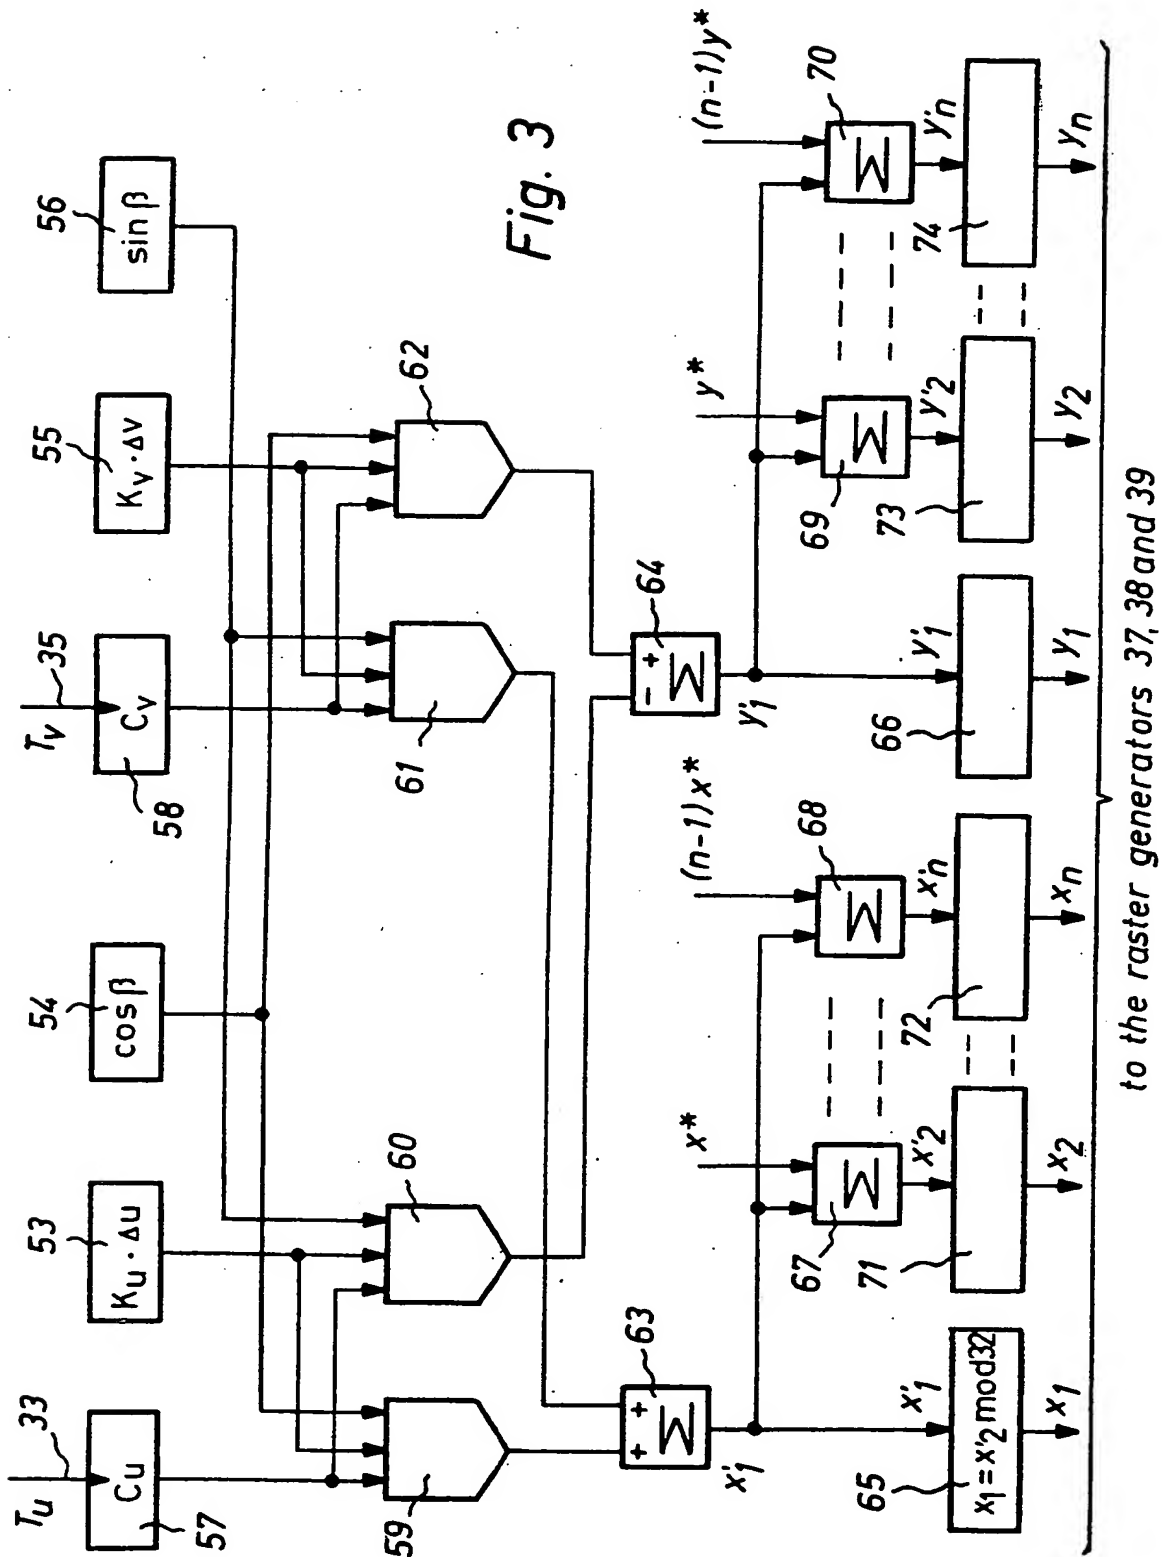 Fig. 3
T_u 33
C_u
57
53
K_u · Δu
54
cos β
T_v 35
C_v
58
55
K_v · Δv
56
sin β
59
60
61
62
+ + Σ 63
x'_1
- + Σ 64
y'_1
x*
Σ
67
x'_2
(n-1)x*
68
Σ
x'_n
y*
Σ
69
y'_2
(n-1)y*
70
Σ
y'_n
x'_1
65
x_1 = x'_2 mod 32
x_1
71
x_2
72
x_n
y'_1
66
y_1
73
y_2
74
y_n
to the raster generators 37, 38 and 39